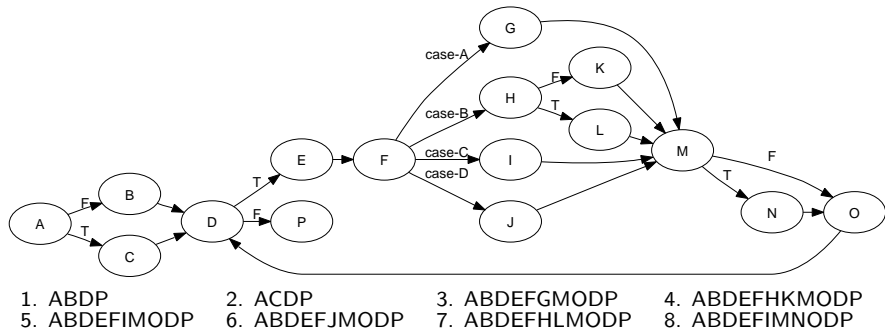 G
case-A
K
F
case-B
H
T
L
E
F
case-C
I
M
F
T
case-D
T
B
F
A
D
F
P
J
N
O
T
C
1. ABDP 2. ACDP 3. ABDEFGMODP 4. ABDEFHKMODP
5. ABDEFIMODP 6. ABDEFJMODP 7. ABDEFHLMODP 8. ABDEFIMNODP